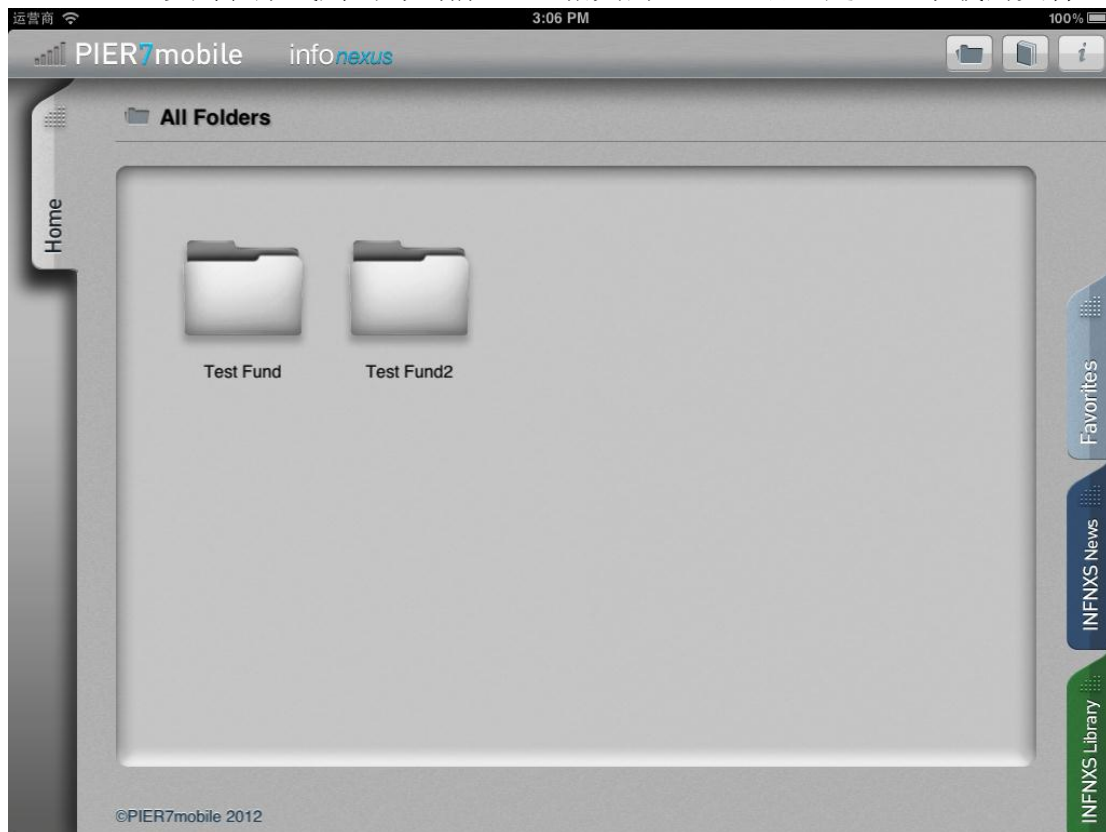 运营商 3:06 PM 100%
PIER7mobile infonexus i
All Folders
Home
Test Fund Test Fund2
Favorites
INFNXS News
INFNXS Library
©PIER7mobile 2012